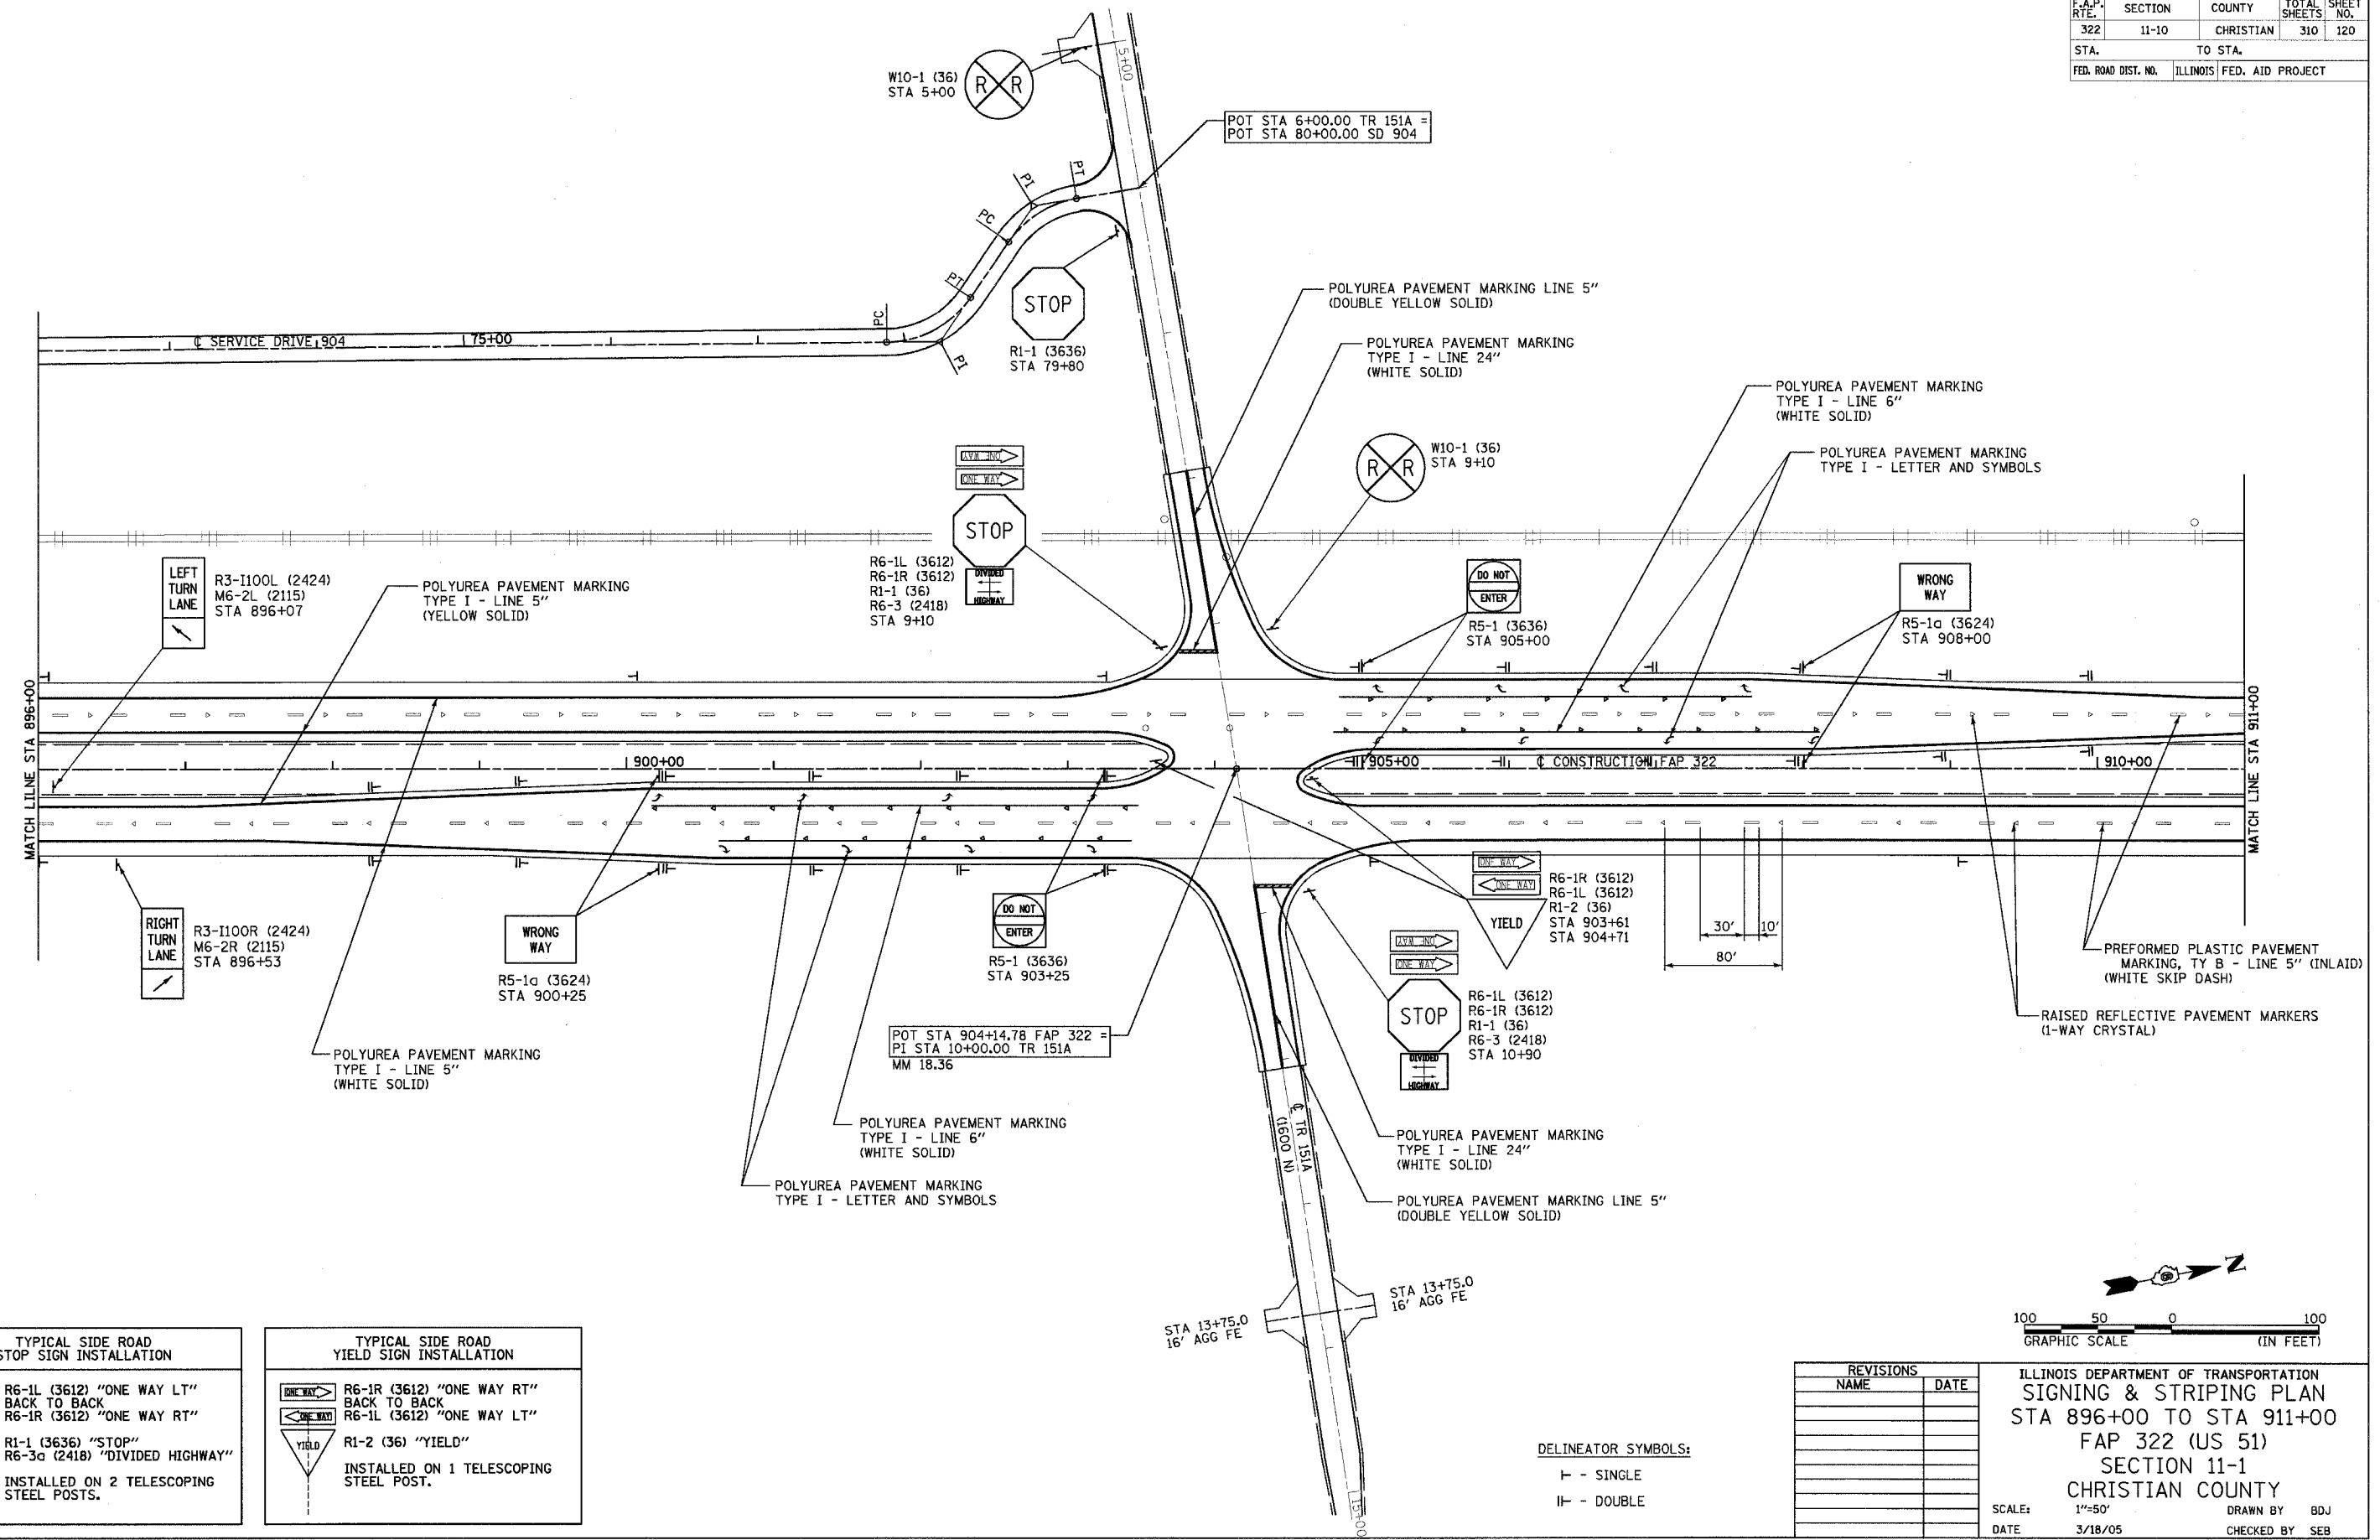 F.A.P. RTE. SECTION COUNTY TOTAL SHEETS SHEET NO.
322 11-10 CHRISTIAN 310 120
STA. TO STA.
FED. ROAD DIST. NO. ILLINOIS FED. AID PROJECT
W10-1 (36)
STA 5+00
R R
5+00
POT STA 6+00.00 TR 151A =
POT STA 80+00.00 SD 904
PT
PI
PC
PT
PC
PI
STOP
R1-1 (3636)
STA 79+80
℄ SERVICE DRIVE 904
75+00
POLYUREA PAVEMENT MARKING LINE 5"
(DOUBLE YELLOW SOLID)
POLYUREA PAVEMENT MARKING
TYPE I - LINE 24"
(WHITE SOLID)
POLYUREA PAVEMENT MARKING
TYPE I - LINE 6"
(WHITE SOLID)
POLYUREA PAVEMENT MARKING
TYPE I - LETTER AND SYMBOLS
R R
W10-1 (36)
STA 9+10
ONE WAY
ONE WAY
STOP
DIVIDED
HIGHWAY
R6-1L (3612)
R6-1R (3612)
R1-1 (36)
R6-3 (2418)
STA 9+10
LEFT
TURN
LANE
R3-I100L (2424)
M6-2L (2115)
STA 896+07
POLYUREA PAVEMENT MARKING
TYPE I - LINE 5"
(YELLOW SOLID)
DO NOT
ENTER
R5-1 (3636)
STA 905+00
WRONG
WAY
R5-1a (3624)
STA 908+00
MATCH LILNE STA 896+00
900+00
905+00
℄ CONSTRUCTION FAP 322
910+00
MATCH LINE STA 911+00
RIGHT
TURN
LANE
R3-I100R (2424)
M6-2R (2115)
STA 896+53
WRONG
WAY
R5-1a (3624)
STA 900+25
DO NOT
ENTER
R5-1 (3636)
STA 903+25
ONE WAY
ONE WAY
YIELD
R6-1R (3612)
R6-1L (3612)
R1-2 (36)
STA 903+61
STA 904+71
30' 10'
80'
PREFORMED PLASTIC PAVEMENT
MARKING, TY B - LINE 5" (INLAID)
(WHITE SKIP DASH)
RAISED REFLECTIVE PAVEMENT MARKERS
(1-WAY CRYSTAL)
ONE WAY
ONE WAY
STOP
DIVIDED
HIGHWAY
R6-1L (3612)
R6-1R (3612)
R1-1 (36)
R6-3 (2418)
STA 10+90
POLYUREA PAVEMENT MARKING
TYPE I - LINE 5"
(WHITE SOLID)
POT STA 904+14.78 FAP 322 =
PI STA 10+00.00 TR 151A
MM 18.36
POLYUREA PAVEMENT MARKING
TYPE I - LINE 6"
(WHITE SOLID)
POLYUREA PAVEMENT MARKING
TYPE I - LETTER AND SYMBOLS
℄ TR 151A
(1600 N)
POLYUREA PAVEMENT MARKING
TYPE I - LINE 24"
(WHITE SOLID)
POLYUREA PAVEMENT MARKING LINE 5"
(DOUBLE YELLOW SOLID)
STA 13+75.0
16' AGG FE
STA 13+75.0
16' AGG FE
15+00
N
100 50 0 100
GRAPHIC SCALE (IN FEET)
TYPICAL SIDE ROAD
STOP SIGN INSTALLATION
R6-1L (3612) "ONE WAY LT"
BACK TO BACK
R6-1R (3612) "ONE WAY RT"
R1-1 (3636) "STOP"
R6-3a (2418) "DIVIDED HIGHWAY"
INSTALLED ON 2 TELESCOPING
STEEL POSTS.
TYPICAL SIDE ROAD
YIELD SIGN INSTALLATION
ONE WAY
ONE WAY
YIELD
R6-1R (3612) "ONE WAY RT"
BACK TO BACK
R6-1L (3612) "ONE WAY LT"
R1-2 (36) "YIELD"
INSTALLED ON 1 TELESCOPING
STEEL POST.
DELINEATOR SYMBOLS:
- SINGLE
- DOUBLE
REVISIONS
NAME DATE
ILLINOIS DEPARTMENT OF TRANSPORTATION
SIGNING & STRIPING PLAN
STA 896+00 TO STA 911+00
FAP 322 (US 51)
SECTION 11-1
CHRISTIAN COUNTY
SCALE: 1"=50' DRAWN BY BDJ
DATE 3/18/05 CHECKED BY SEB